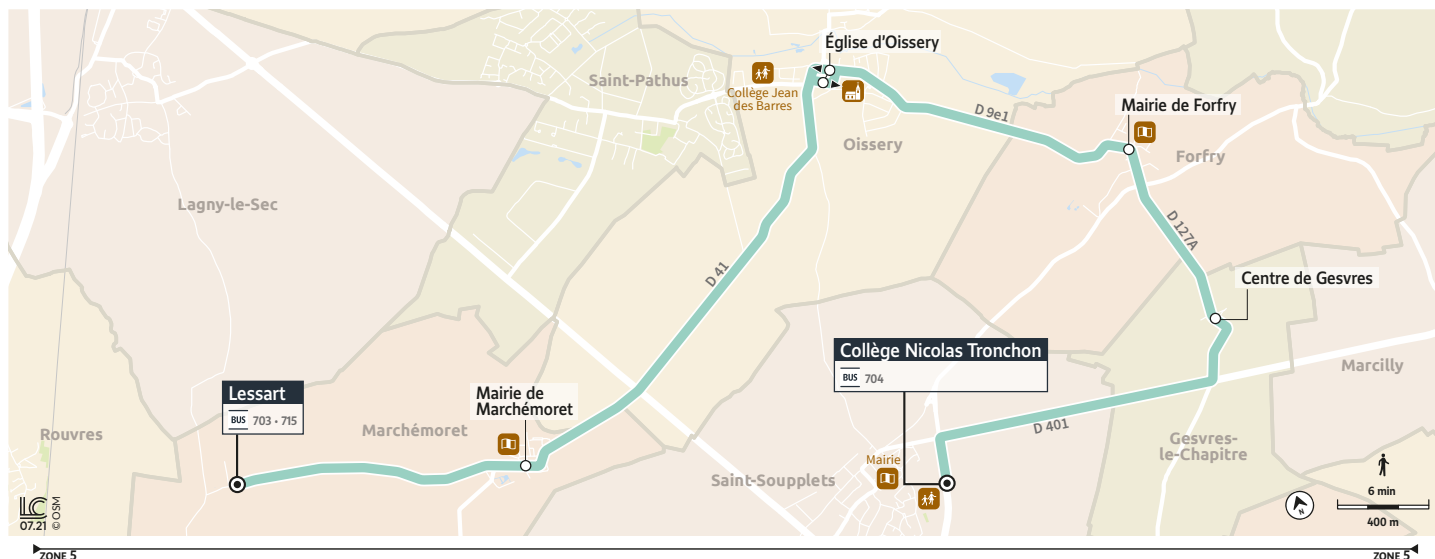 Église d'Oissery
Saint-Pathus
Collège Jean
des Barres
D 9e1
Mairie de Forfry
Oissery
Forfry
Lagny-le-Sec
D 127A
D 41
Centre de Gesvres
Collège Nicolas Tronchon
BUS 704
Marcilly
Lessart
BUS 703 • 715
Mairie de
Marchémoret
Rouvres
Marchémoret
D 401
Gesvres-
le-Chapitre
Mairie
Saint-Soupplets
N
6 min
400 m
LC
07.21
© OSM
ZONE 5
ZONE 5